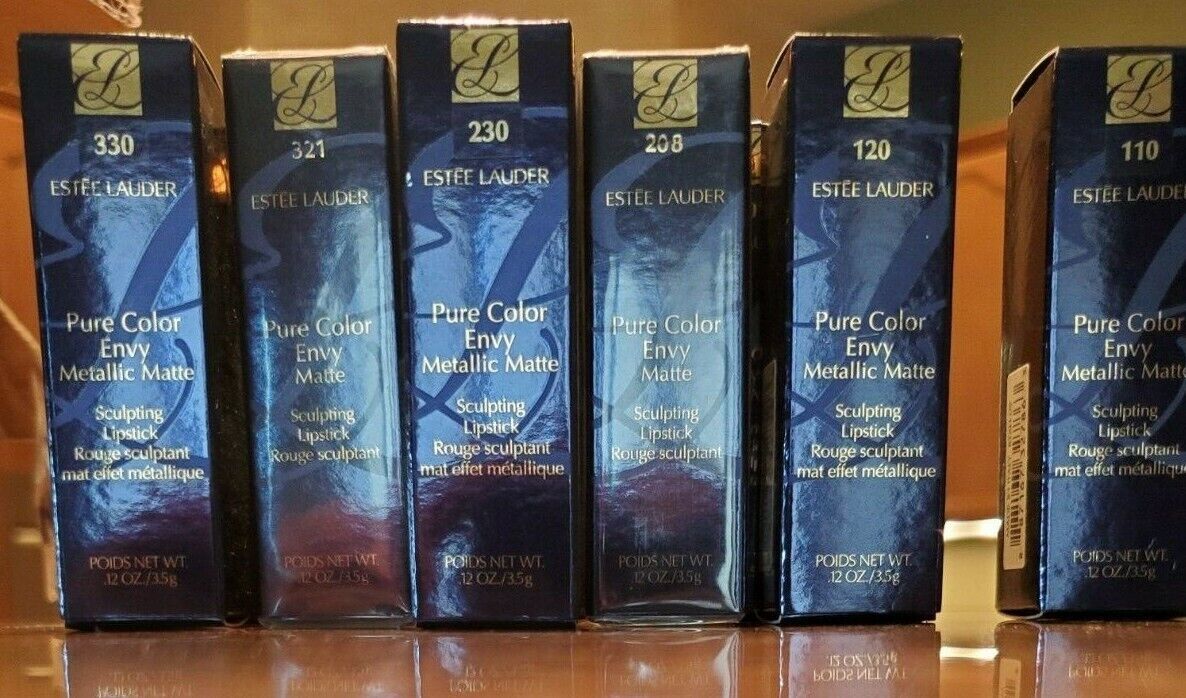 330
ESTĒE LAUDER
Pure Color
Envy
Metallic Matte
Sculpting
Lipstick
Rouge sculptant
mat effet métallique
POIDS NET WT.
.12 OZ./3.5g
321
ESTĒE LAUDER
Pure Color
Envy
Matte
Sculpting
Lipstick
Rouge sculptant
POIDS NET WT.
.12 OZ./3.5g
230
ESTĒE LAUDER
Pure Color
Envy
Metallic Matte
Sculpting
Lipstick
Rouge sculptant
mat effet métallique
POIDS NET WT.
.12 OZ./3.5g
208
ESTĒE LAUDER
Pure Color
Envy
Matte
Sculpting
Lipstick
Rouge sculptant
POIDS NET WT.
.12 OZ./3.5g
120
ESTĒE LAUDER
Pure Color
Envy
Metallic Matte
Sculpting
Lipstick
Rouge sculptant
mat effet métallique
POIDS NET WT.
.12 OZ./3.5g
110
ESTĒE LAUDE
Pure Color
Envy
Metallic Matte
Sculpting
Lipstick
Rouge sculptant
mat effet métalliqu
POIDS NET WT.
.12 OZ./3.5g